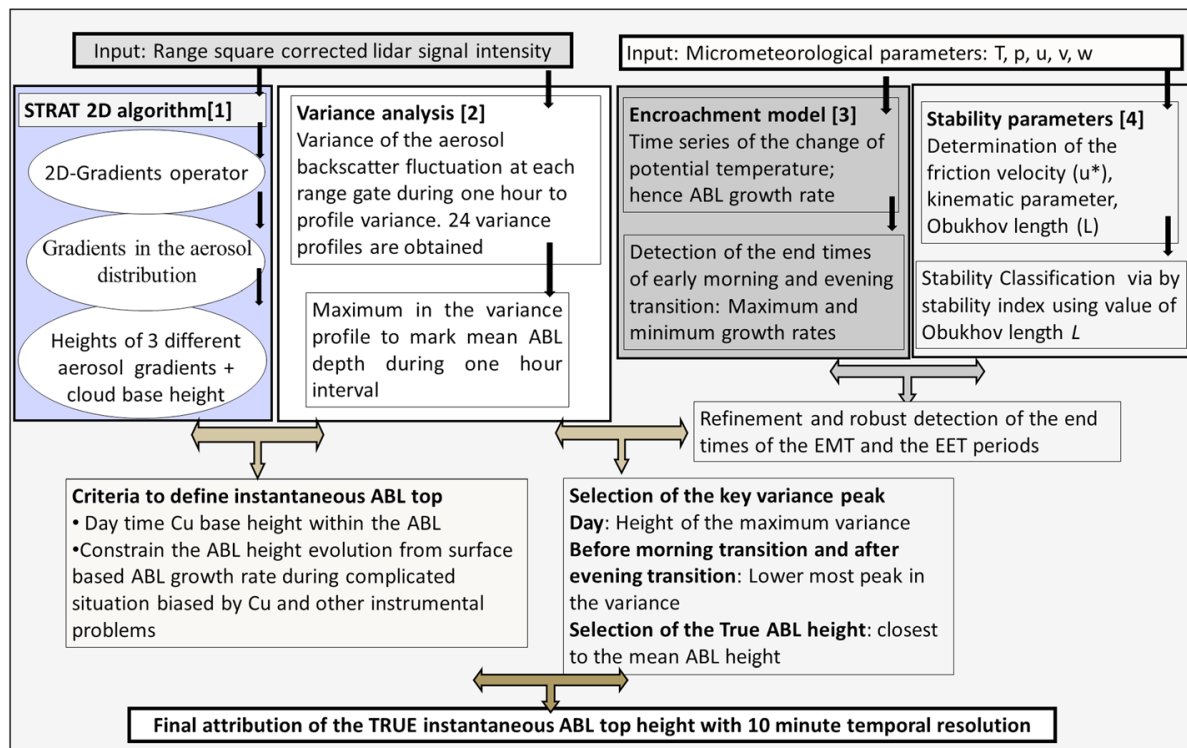 Input: Range square corrected lidar signal intensity
Input: Micrometeorological parameters: T, p, u, v, w
STRAT 2D algorithm[1]
2D-Gradients operator
Gradients in the aerosol
distribution
Heights of 3 different
aerosol gradients +
cloud base height
Variance analysis [2]
Variance of the aerosol
backscatter fluctuation at each
range gate during one hour to
profile variance. 24 variance
profiles are obtained
Maximum in the variance
profile to mark mean ABL
depth during one hour
interval
Encroachment model [3]
Time series of the change of
potential temperature;
hence ABL growth rate
Detection of the end times
of early morning and evening
transition: Maximum and
minimum growth rates
Stability parameters [4]
Determination of the
friction velocity (u*),
kinematic parameter,
Obukhov length (L)
Stability Classification via by
stability index using value of
Obukhov length L
Refinement and robust detection of the end
times of the EMT and the EET periods
Criteria to define instantaneous ABL top
• Day time Cu base height within the ABL
•Constrain the ABL height evolution from surface
based ABL growth rate during complicated
situation biased by Cu and other instrumental
problems
Selection of the key variance peak
Day: Height of the maximum variance
Before morning transition and after
evening transition: Lower most peak in
the variance
Selection of the True ABL height: closest
to the mean ABL height
Final attribution of the TRUE instantaneous ABL top height with 10 minute temporal resolution